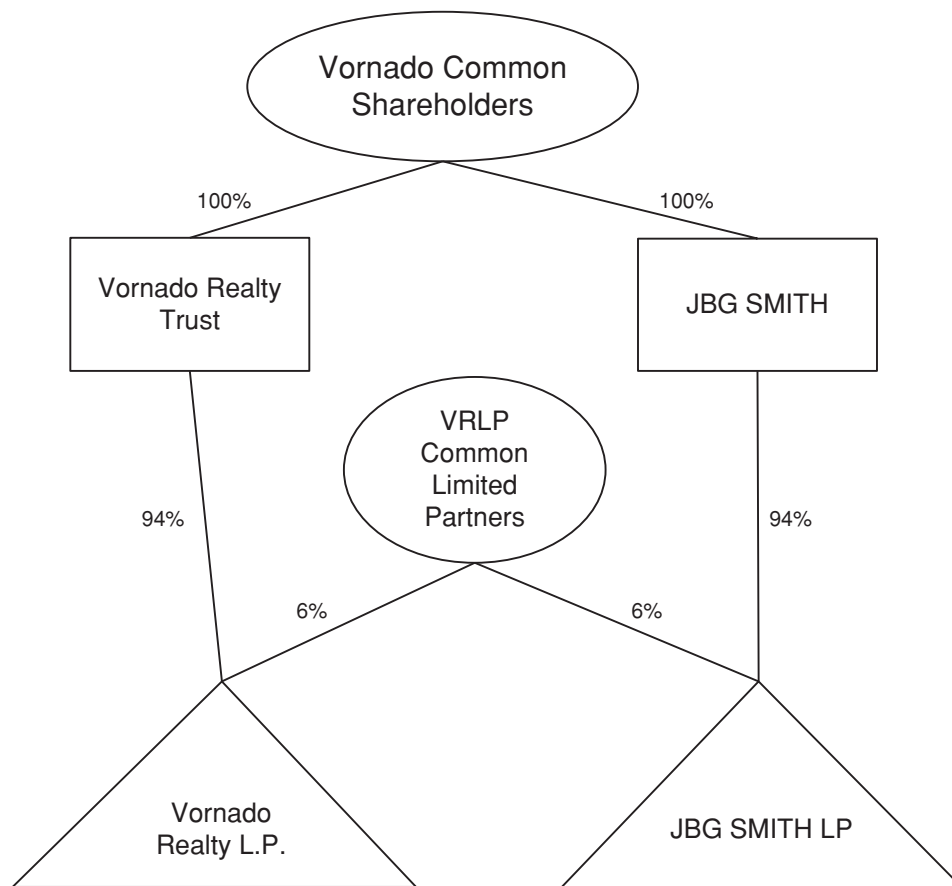 Vornado Common
Shareholders
100%
100%
Vornado Realty
Trust
JBG SMITH
VRLP
Common
Limited
Partners
94%
94%
6%
6%
Vornado
Realty L.P.
JBG SMITH LP